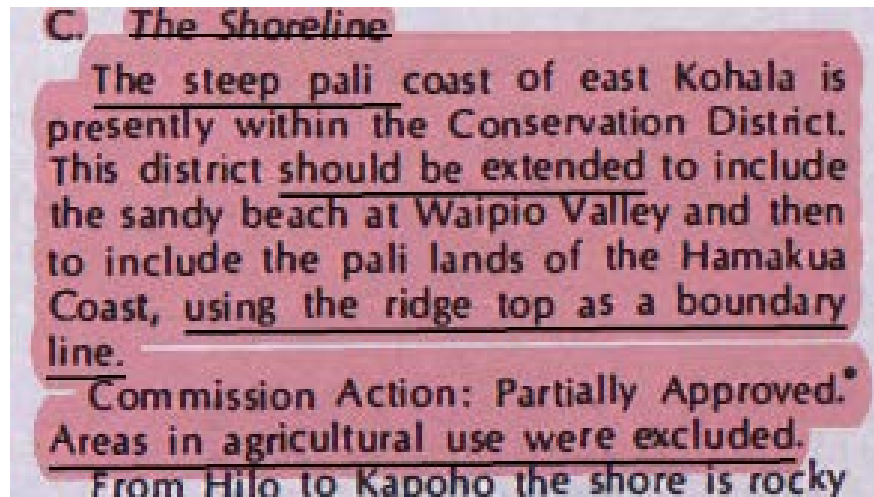 C. The Shoreline
The steep pali coast of east Kohala is
presently within the Conservation District.
This district should be extended to include
the sandy beach at Waipio Valley and then
to include the pali lands of the Hamakua
Coast, using the ridge top as a boundary
line.
Commission Action: Partially Approved.*
Areas in agricultural use were excluded.
From Hilo to Kapoho the shore is rocky